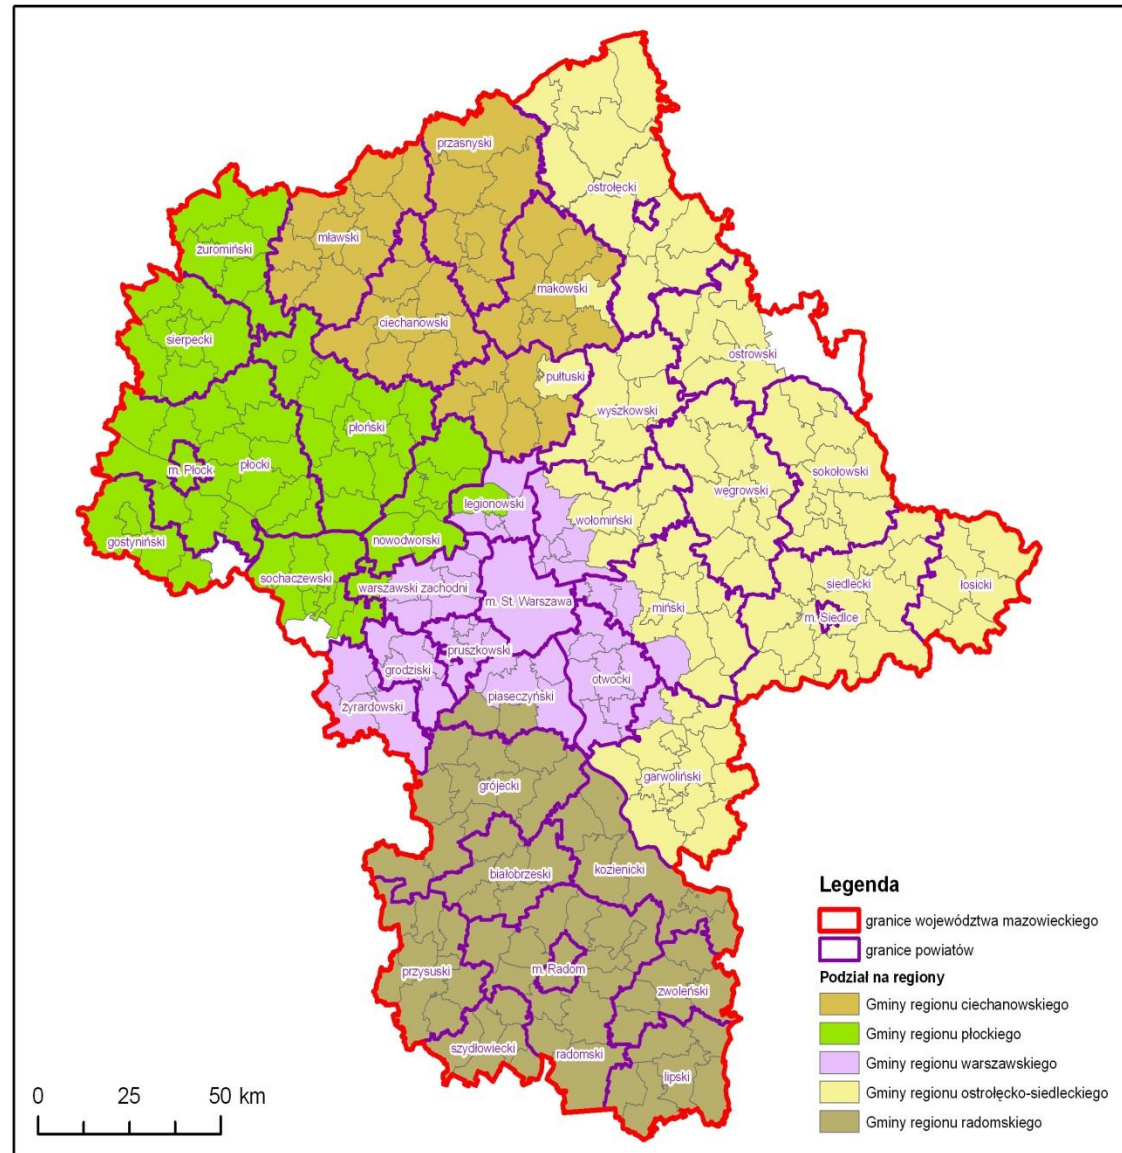 przasnyski
ostrołęcki
mławski
żuromiński
makowski
ciechanowski
sierpecki
ostrowski
pułtuski
wyszkowski
płoński
płocki
m. Płock
sokołowski
węgrowski
legionowski
wołomiński
nowodworski
gostyniński
sochaczewski
warszawski zachodni
siedlecki
łosicki
m. St. Warszawa
miński
m. Siedlce
pruszkowski
grodziski
otwocki
piaseczyński
żyrardowski
garwoliński
grójecki
kozienicki
białobrzeski
przysuski
m. Radom
zwoleński
szydłowiecki
radomski
lipski
Legenda
granice województwa mazowieckiego
granice powiatów
Podział na regiony
Gminy regionu ciechanowskiego
Gminy regionu płockiego
Gminy regionu warszawskiego
Gminy regionu ostrołęcko-siedleckiego
Gminy regionu radomskiego
0 25 50 km